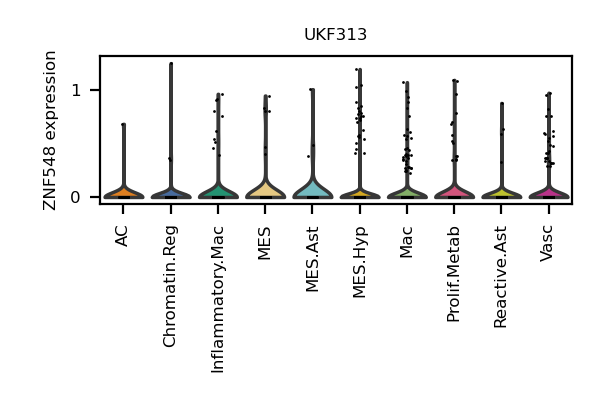 UKF313
ZNF548 expression
1
0
AC
Chromatin.Reg
Inflammatory.Mac
MES
MES.Ast
MES.Hyp
Mac
Prolif.Metab
Reactive.Ast
Vasc